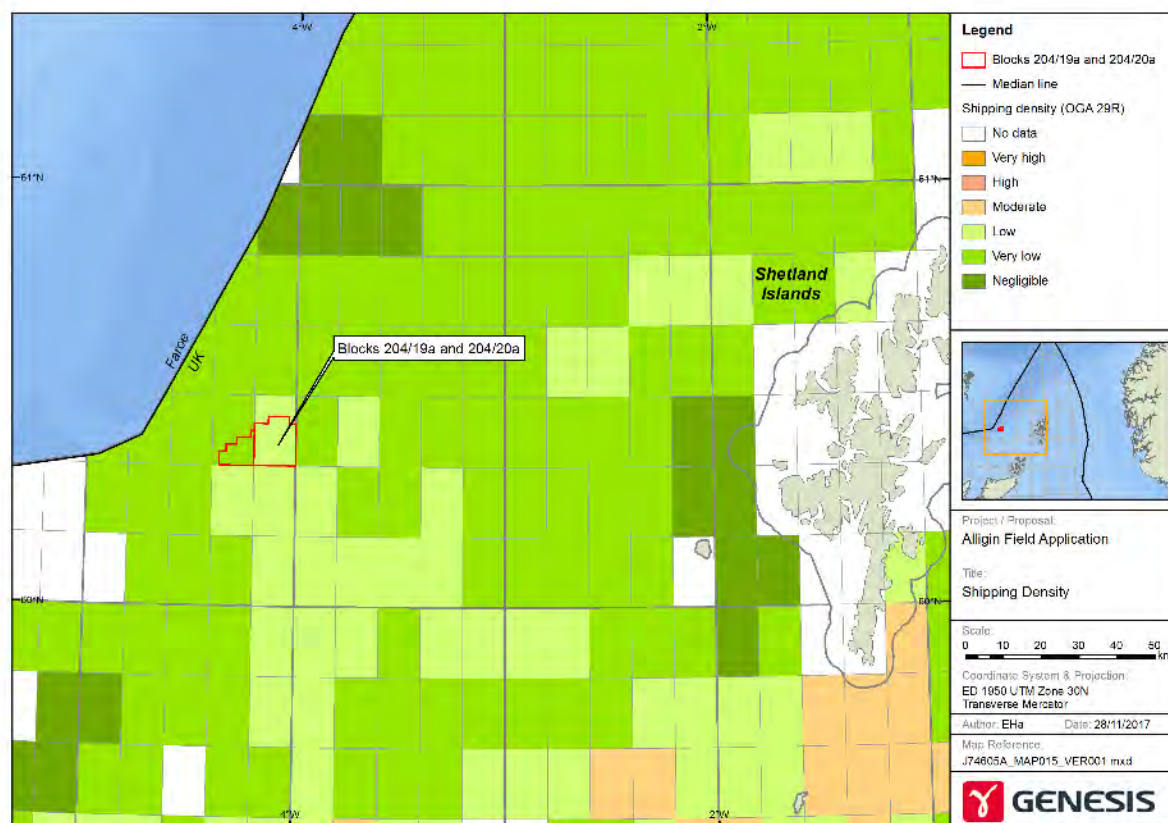 4°W
2°W
61°N
61°N
Shetland
Islands
Faroe
UK
Blocks 204/19a and 204/20a
60°N
60°N
4°W
2°W
Legend
Blocks 204/19a and 204/20a
Median line
Shipping density (OGA 29R)
No data
Very high
High
Moderate
Low
Very low
Negligible
Project / Proposal:
Alligin Field Application
Title:
Shipping Density
Scale:
0 10 20 30 40 50
km
Coordinate System & Projection:
ED 1950 UTM Zone 30N
Transverse Mercator
Author: EHa Date: 28/11/2017
Map Reference:
J74605A_MAP015_VER001.mxd
GENESIS